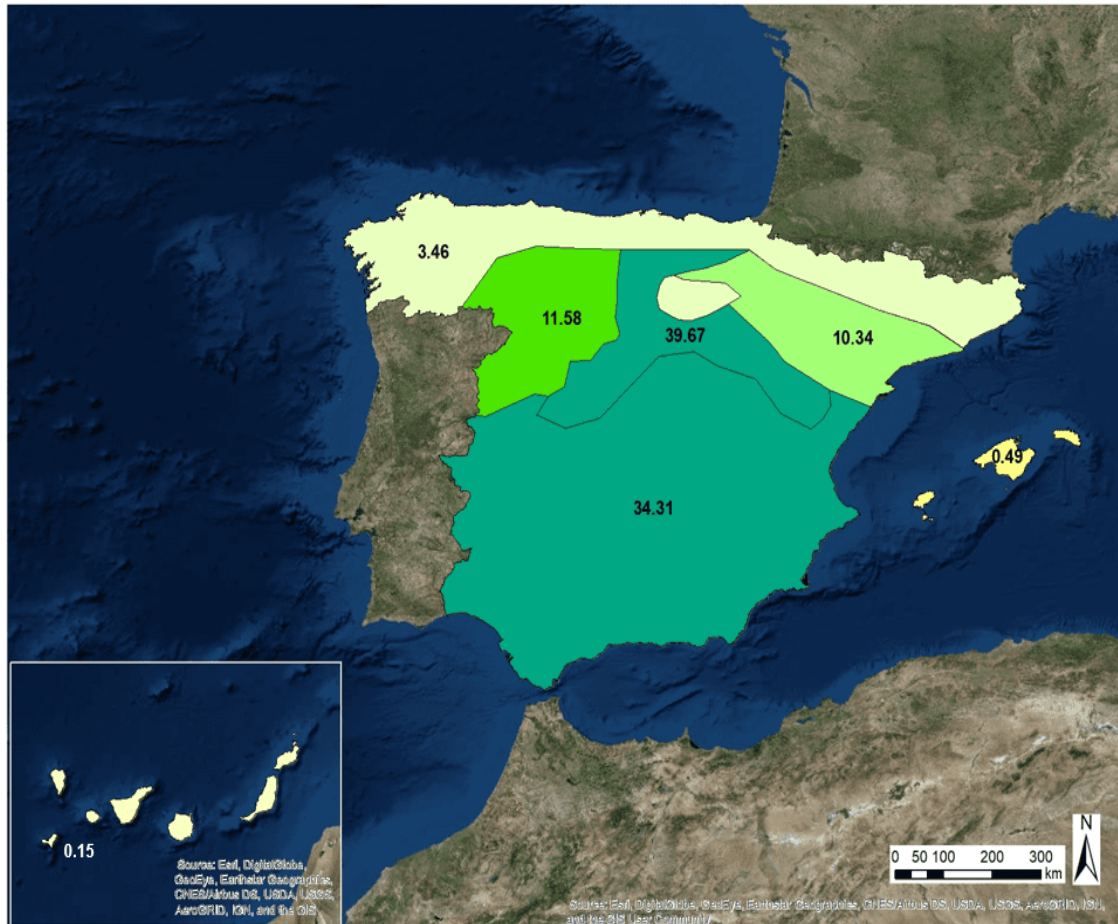 3.46
11.58
39.67
10.34
0.49
34.31
0.15
Source: Esri, DigitalGlobe,
GeoEye, Earthstar Geographics,
CNES/Airbus DS, USDA, USGS,
AeroGRID, IGN, and the GIS
N
0 50 100 200 300
km
Source: Esri, DigitalGlobe, GeoEye, Earthstar Geographics, CNES/Airbus DS, USDA, USGS, AeroGRID, IGN,
and the GIS User Community